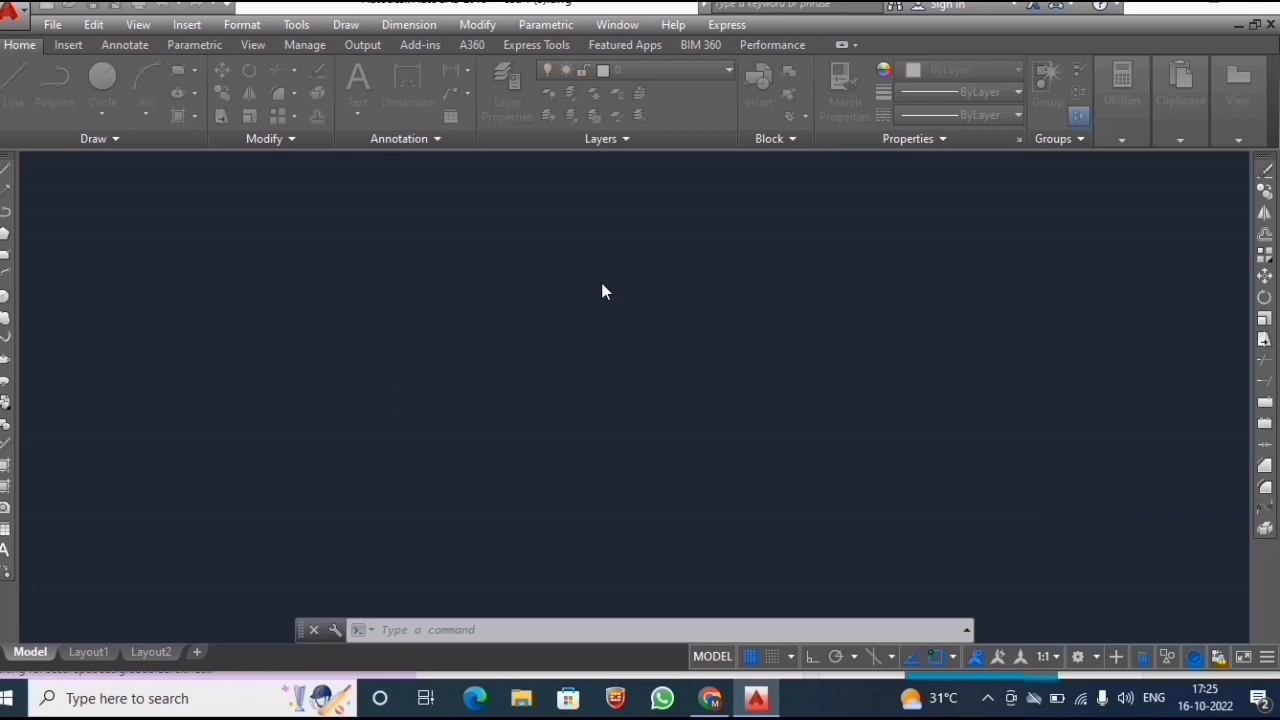 Type a keyword or phrase
Sign In
File Edit View Insert Format Tools Draw Dimension Modify Parametric Window Help Express
Home Insert Annotate Parametric View Manage Output Add-ins A360 Express Tools Featured Apps BIM 360 Performance
0
ByLayer
Line Polyline Circle Arc Text Dimension Layer Properties Insert Match Properties ByLayer Group Utilities Clipboard View
ByLayer
Draw Modify Annotation Layers Block Properties Groups
Type a command
Model Layout1 Layout2 + MODEL 1:1
Type here to search 31°C ENG 17:25
16-10-2022 2